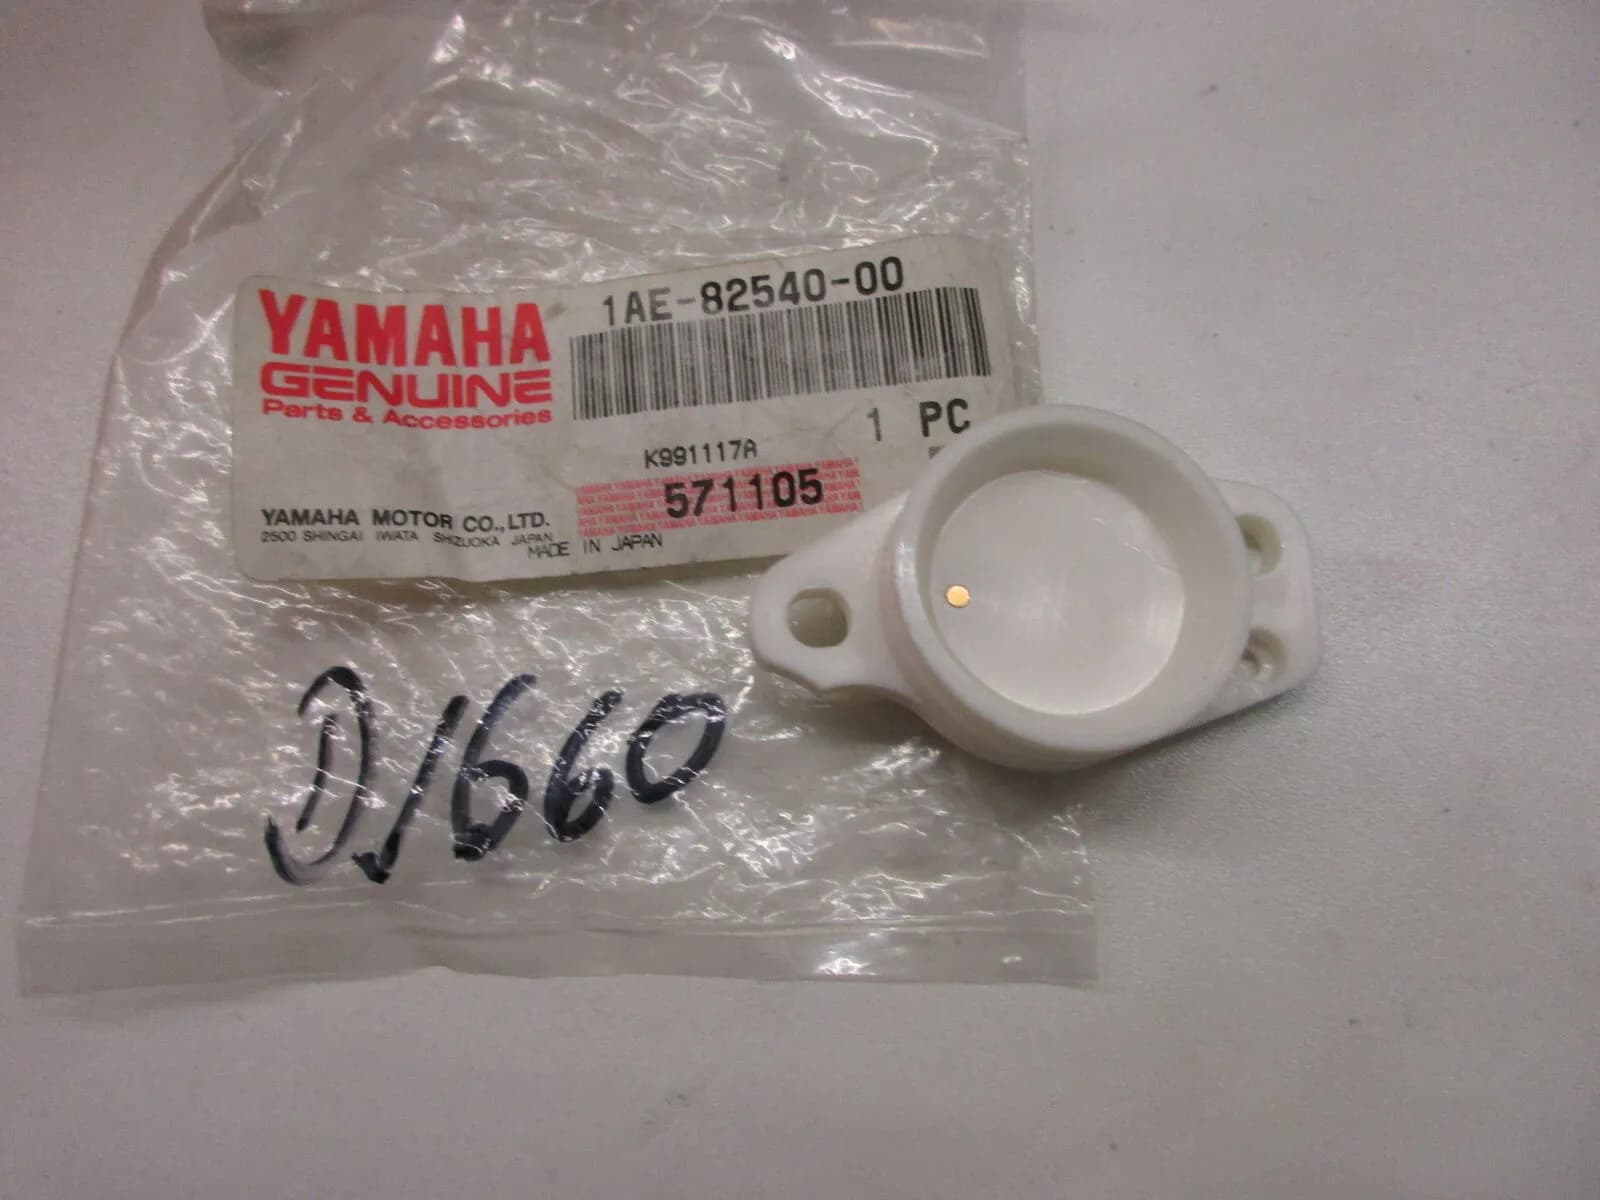 YAMAHA
GENUINE
Parts & Accessories
1AE-82540-00
1 PC
K991117A
571105
YAMAHA MOTOR CO., LTD.
2500 SHINGAI IWATA SHIZUOKA JAPAN
MADE IN JAPAN
D1660